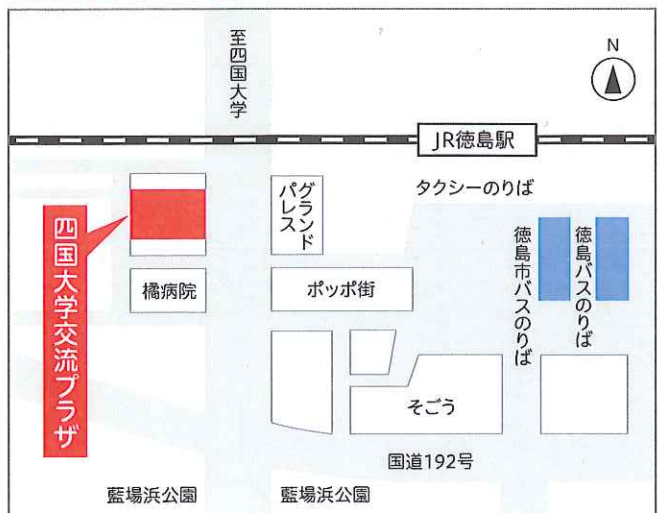 至四国大学
N
JR徳島駅
タクシーのりば
グランド
パレス
四国大学交流プラザ
橘病院
ポッポ街
徳島市バスのりば
徳島バスのりば
そごう
国道192号
藍場浜公園
藍場浜公園